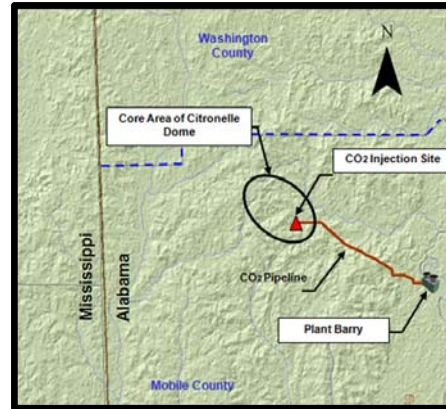 Washington
County
N
Core Area of Citronelle
Dome
CO2 Injection Site
CO2 Pipeline
Mississippi
Alabama
Plant Barry
Mobile County